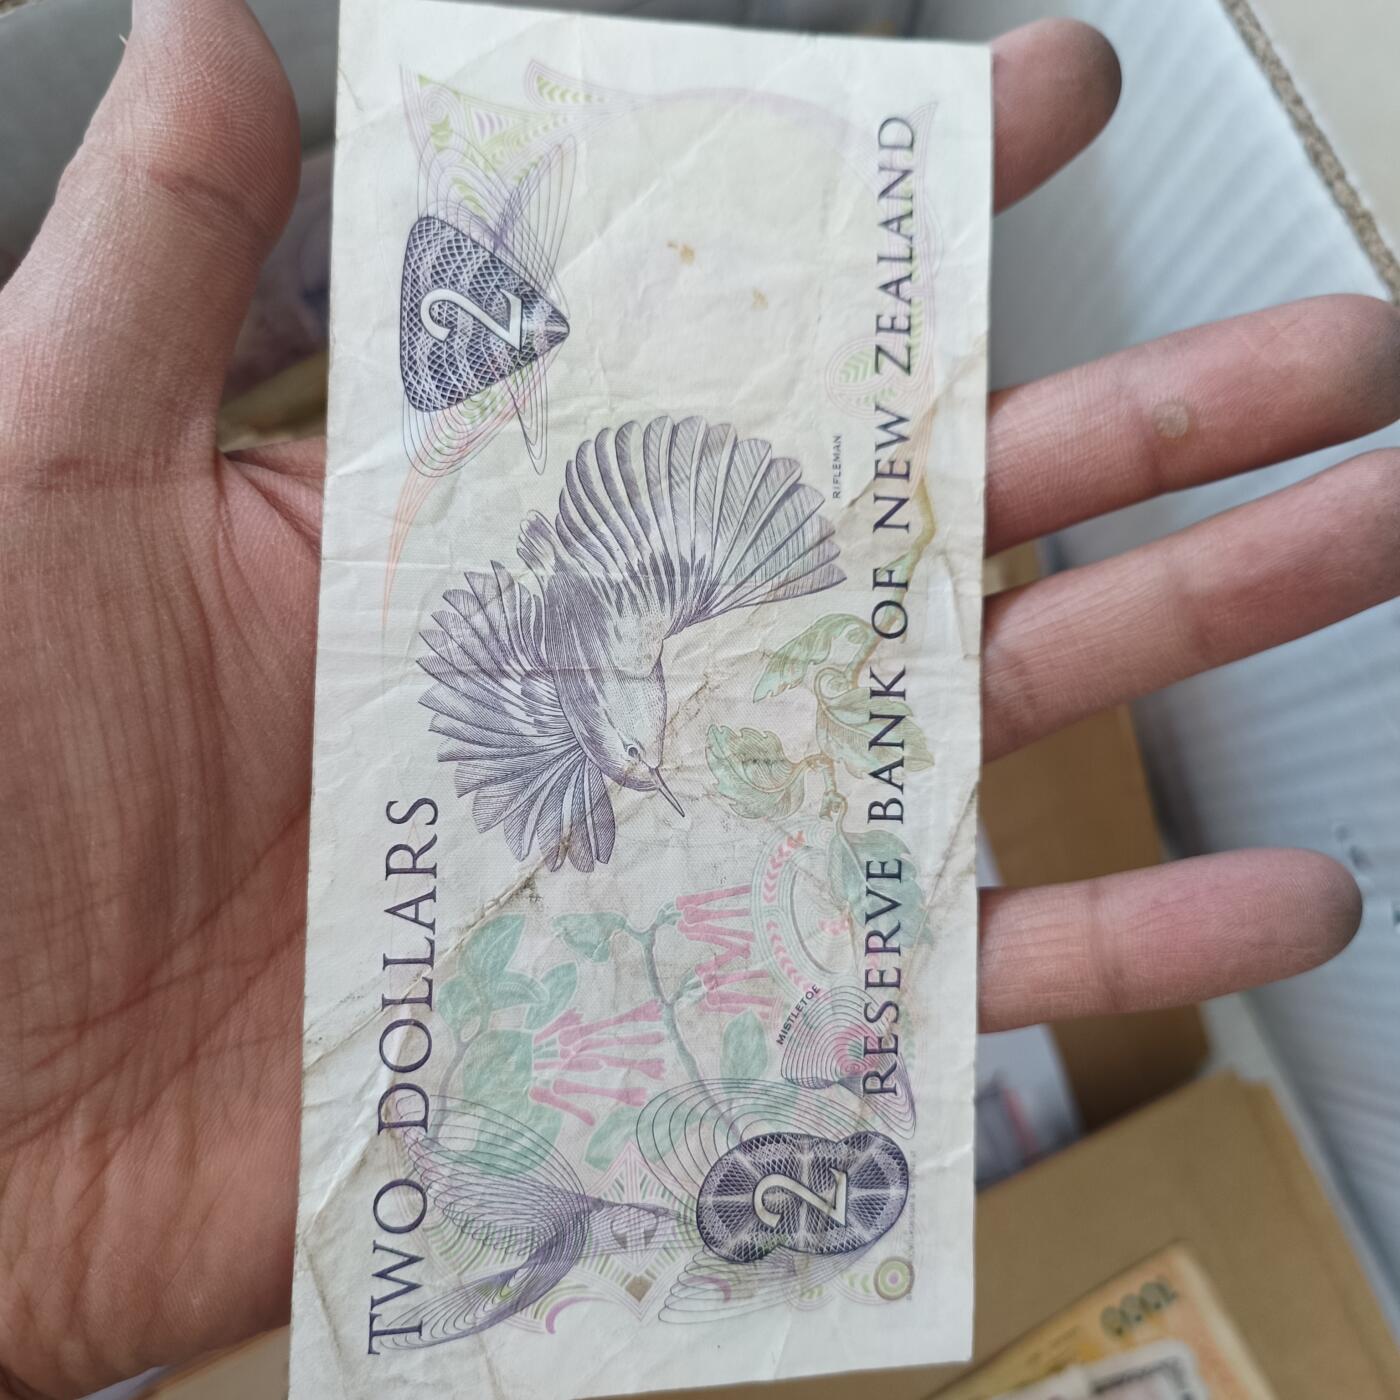 RESERVE BANK OF NEW ZEALAND
2
MISTLETOE
RIFLEMAN
TWO DOLLARS
2